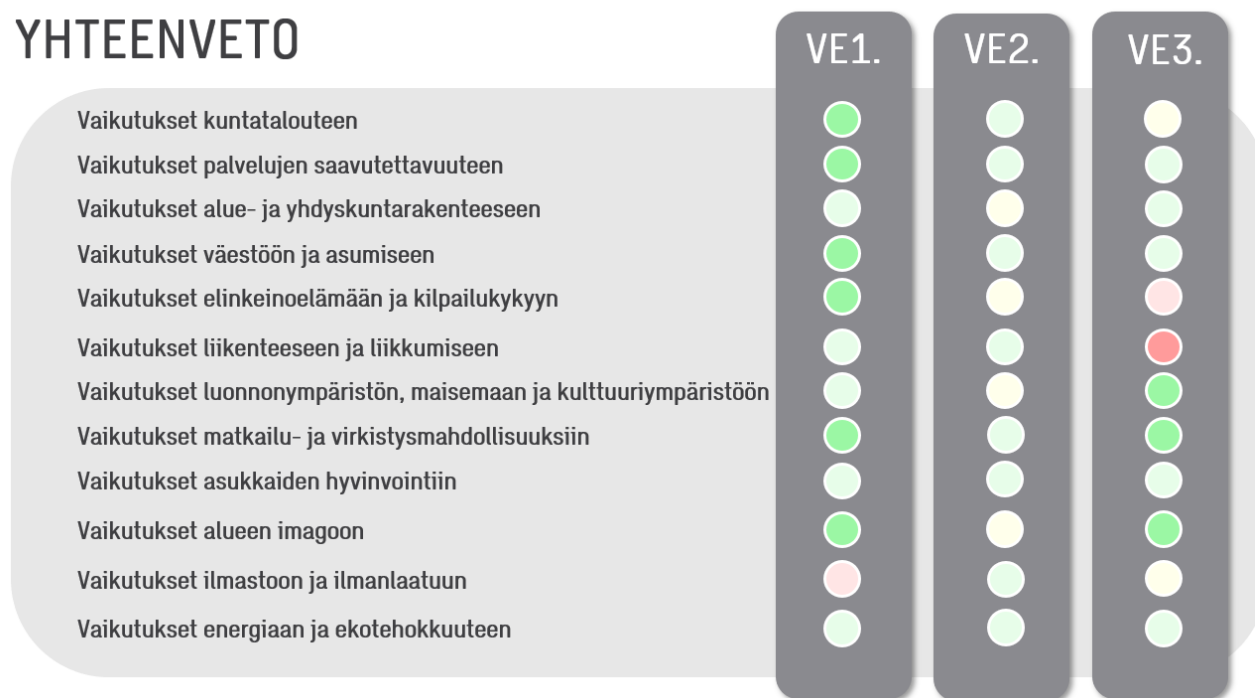 YHTEENVETO
VE1.
VE2.
VE3.
Vaikutukset kuntatalouteen
Vaikutukset palvelujen saavutettavuuteen
Vaikutukset alue- ja yhdyskuntarakenteeseen
Vaikutukset väestöön ja asumiseen
Vaikutukset elinkeinoelämään ja kilpailukykyyn
Vaikutukset liikenteeseen ja liikkumiseen
Vaikutukset luonnonympäristön, maisemaan ja kulttuuriympäristöön
Vaikutukset matkailu- ja virkistysmahdollisuuksiin
Vaikutukset asukkaiden hyvinvointiin
Vaikutukset alueen imagoon
Vaikutukset ilmastoon ja ilmanlaatuun
Vaikutukset energiaan ja ekotehokkuuteen